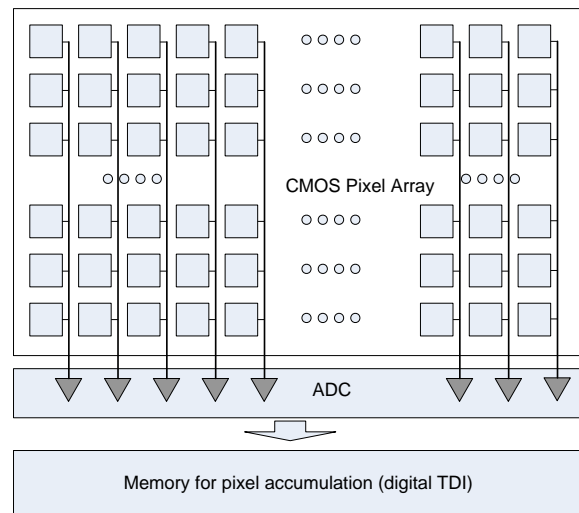 CMOS Pixel Array
ADC
Memory for pixel accumulation (digital TDI)